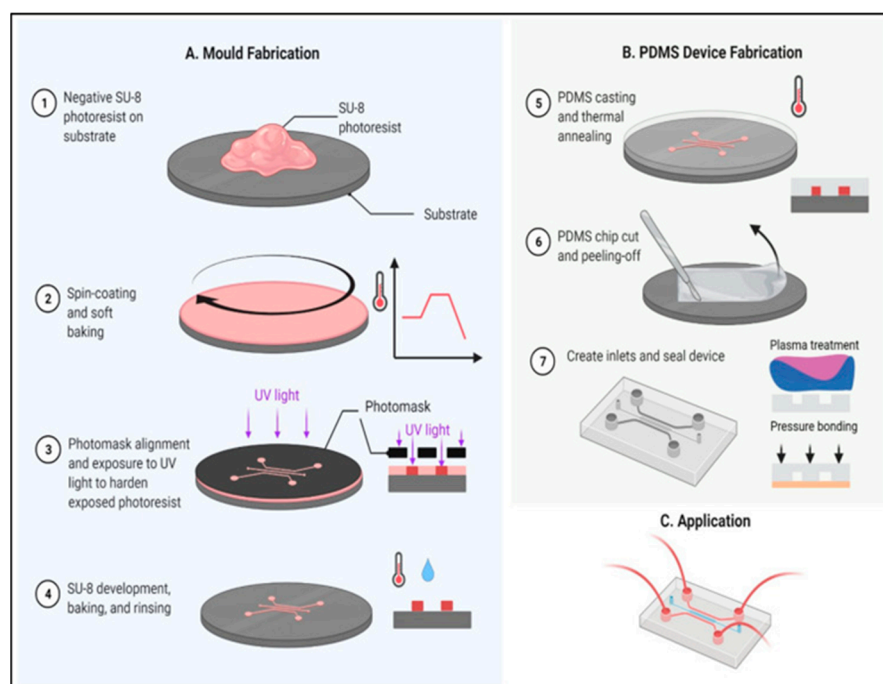 A. Mould Fabrication
1
Negative SU-8
photoresist on
substrate
SU-8
photoresist
Substrate
2
Spin-coating
and soft
baking
UV light
Photomask
UV light
3
Photomask alignment
and exposure to UV
light to harden
exposed photoresist
4
SU-8 development,
baking, and rinsing
B. PDMS Device Fabrication
5
PDMS casting
and thermal
annealing
6
PDMS chip cut
and peeling-off
7
Create inlets and seal device
Plasma treatment
Pressure bonding
C. Application